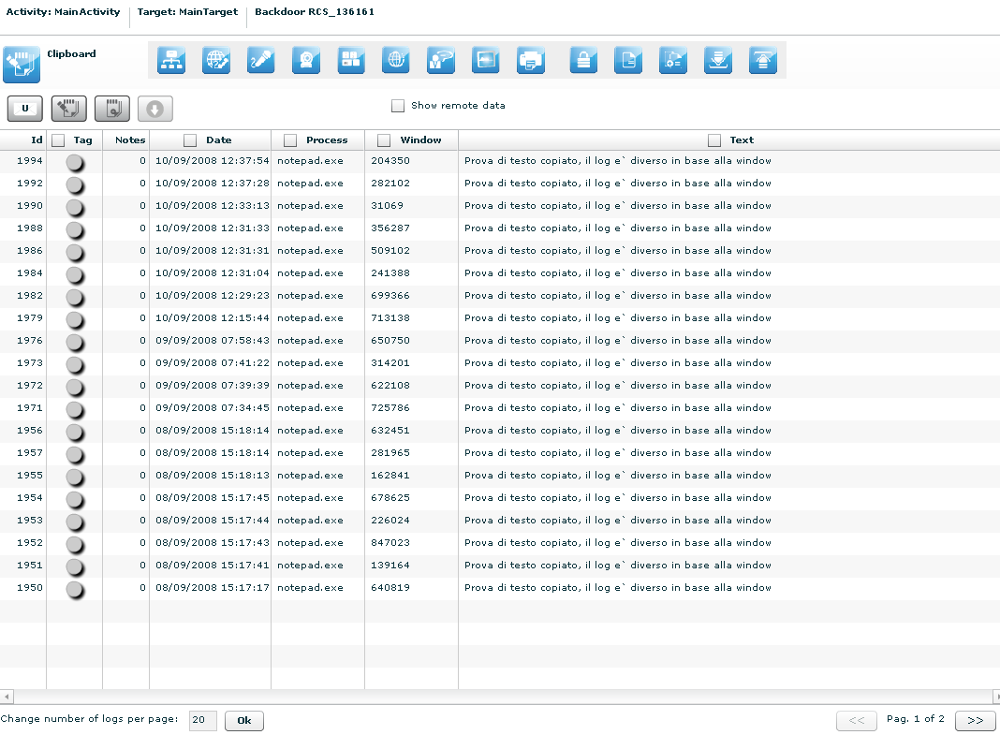 Activity: MainActivity Target: MainTarget Backdoor RCS_136161
Clipboard
U
Show remote data
Id Tag Notes Date Process Window Text
1994 0 10/09/2008 12:37:54 notepad.exe 204350 Prova di testo copiato, il log e` diverso in base alla window
1992 0 10/09/2008 12:37:28 notepad.exe 282102 Prova di testo copiato, il log e` diverso in base alla window
1990 0 10/09/2008 12:33:13 notepad.exe 31069 Prova di testo copiato, il log e` diverso in base alla window
1988 0 10/09/2008 12:31:33 notepad.exe 356287 Prova di testo copiato, il log e` diverso in base alla window
1986 0 10/09/2008 12:31:31 notepad.exe 509102 Prova di testo copiato, il log e` diverso in base alla window
1984 0 10/09/2008 12:31:04 notepad.exe 241388 Prova di testo copiato, il log e` diverso in base alla window
1982 0 10/09/2008 12:29:23 notepad.exe 699366 Prova di testo copiato, il log e` diverso in base alla window
1979 0 10/09/2008 12:15:44 notepad.exe 713138 Prova di testo copiato, il log e` diverso in base alla window
1976 0 09/09/2008 07:58:43 notepad.exe 650750 Prova di testo copiato, il log e` diverso in base alla window
1973 0 09/09/2008 07:41:22 notepad.exe 314201 Prova di testo copiato, il log e` diverso in base alla window
1972 0 09/09/2008 07:39:39 notepad.exe 622108 Prova di testo copiato, il log e` diverso in base alla window
1971 0 09/09/2008 07:34:45 notepad.exe 725786 Prova di testo copiato, il log e` diverso in base alla window
1956 0 08/09/2008 15:18:14 notepad.exe 632451 Prova di testo copiato, il log e` diverso in base alla window
1957 0 08/09/2008 15:18:14 notepad.exe 281965 Prova di testo copiato, il log e` diverso in base alla window
1955 0 08/09/2008 15:18:13 notepad.exe 162841 Prova di testo copiato, il log e` diverso in base alla window
1954 0 08/09/2008 15:17:45 notepad.exe 678625 Prova di testo copiato, il log e` diverso in base alla window
1953 0 08/09/2008 15:17:44 notepad.exe 226024 Prova di testo copiato, il log e` diverso in base alla window
1952 0 08/09/2008 15:17:43 notepad.exe 847023 Prova di testo copiato, il log e` diverso in base alla window
1951 0 08/09/2008 15:17:41 notepad.exe 139164 Prova di testo copiato, il log e` diverso in base alla window
1950 0 08/09/2008 15:17:17 notepad.exe 640819 Prova di testo copiato, il log e` diverso in base alla window
Change number of logs per page: 20 Ok << Pag. 1 of 2 >>